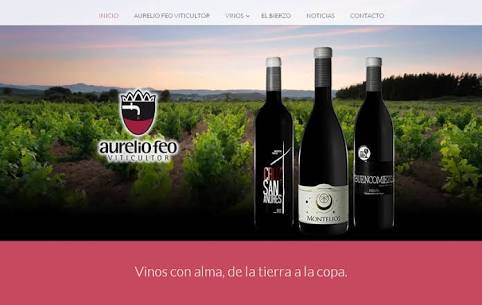 INICIO AURELIO FEO VITICULTOR VINOS EL BIERZO NOTICIAS CONTACTO
aurelio feo
VITICULTOR
SAN
ANDRÉS
MONTELIOS
BUENCOMIEZO
Vinos con alma, de la tierra a la copa.